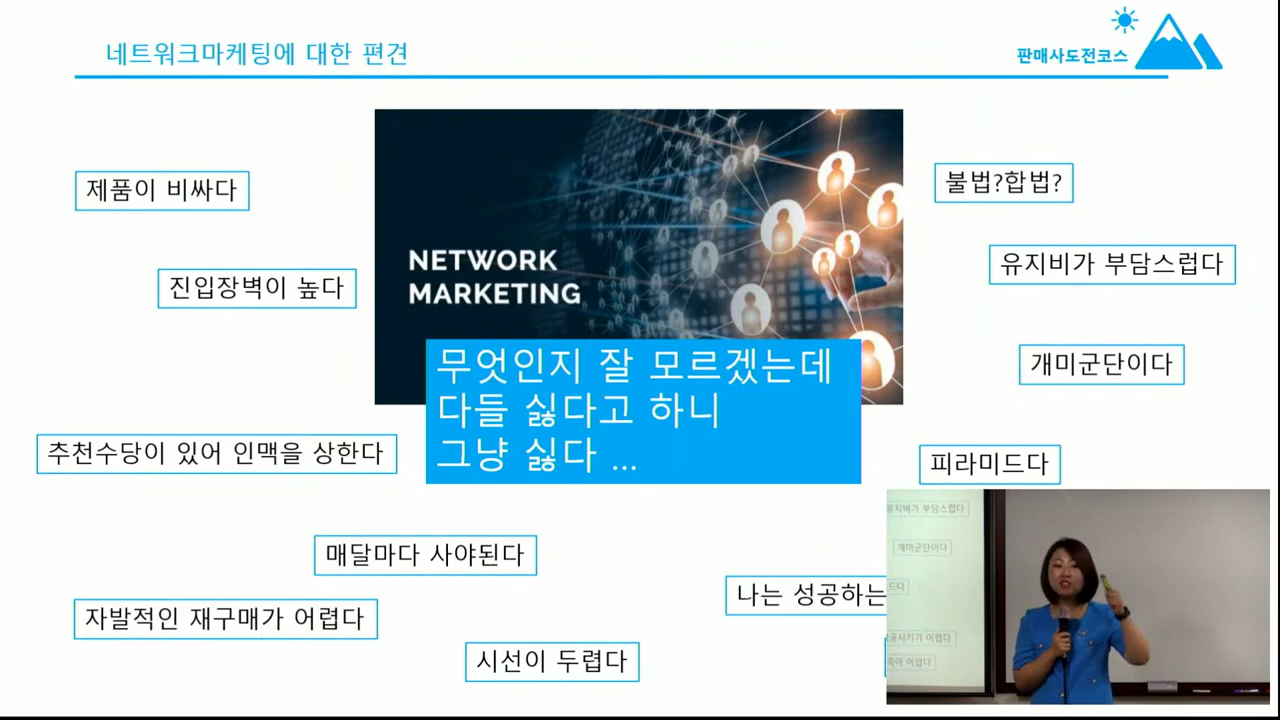 네트워크마케팅에 대한 편견
판매사도전코스
제품이 비싸다
불법?합법?
진입장벽이 높다
NETWORK
MARKETING
유지비가 부담스럽다
무엇인지 잘 모르겠는데
다들 싫다고 하니
그냥 싫다 ...
개미군단이다
추천수당이 있어 인맥을 상한다
피라미드다
매달마다 사야된다
나는 성공하는
자발적인 재구매가 어렵다
시선이 두렵다
유지비가 부담스럽다
개미군단이다
드다